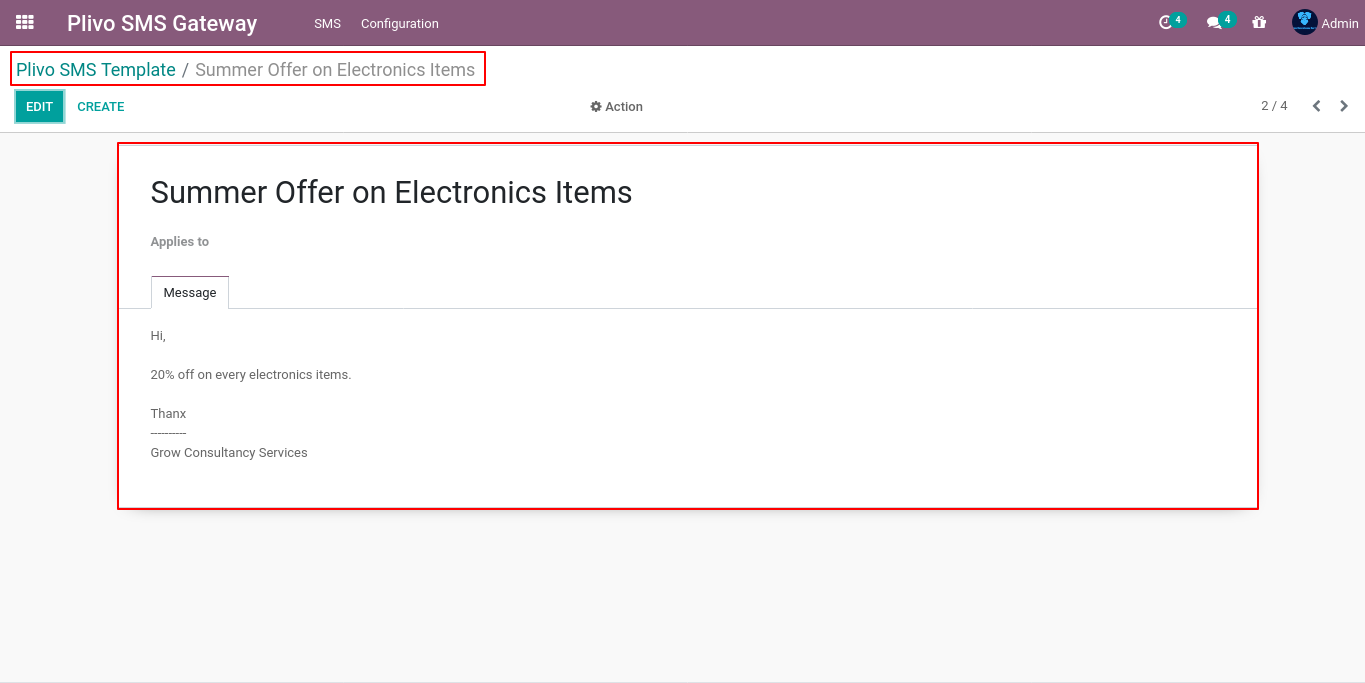 Plivo SMS Gateway SMS Configuration 4 4 Admin
Plivo SMS Template / Summer Offer on Electronics Items
EDIT CREATE Action 2 / 4
Summer Offer on Electronics Items
Applies to
Message
Hi,
20% off on every electronics items.
Thanx
----------
Grow Consultancy Services